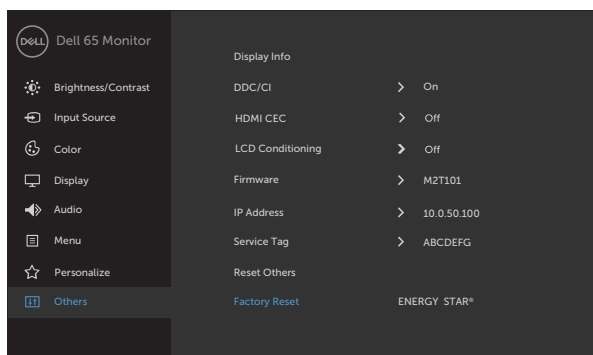 DELL Dell 65 Monitor
Display Info
Brightness/Contrast DDC/CI On
Input Source HDMI CEC Off
Color LCD Conditioning Off
Display Firmware M2T101
Audio IP Address 10.0.50.100
Menu Service Tag ABCDEFG
Personalize Reset Others
Others Factory Reset ENERGY STAR®